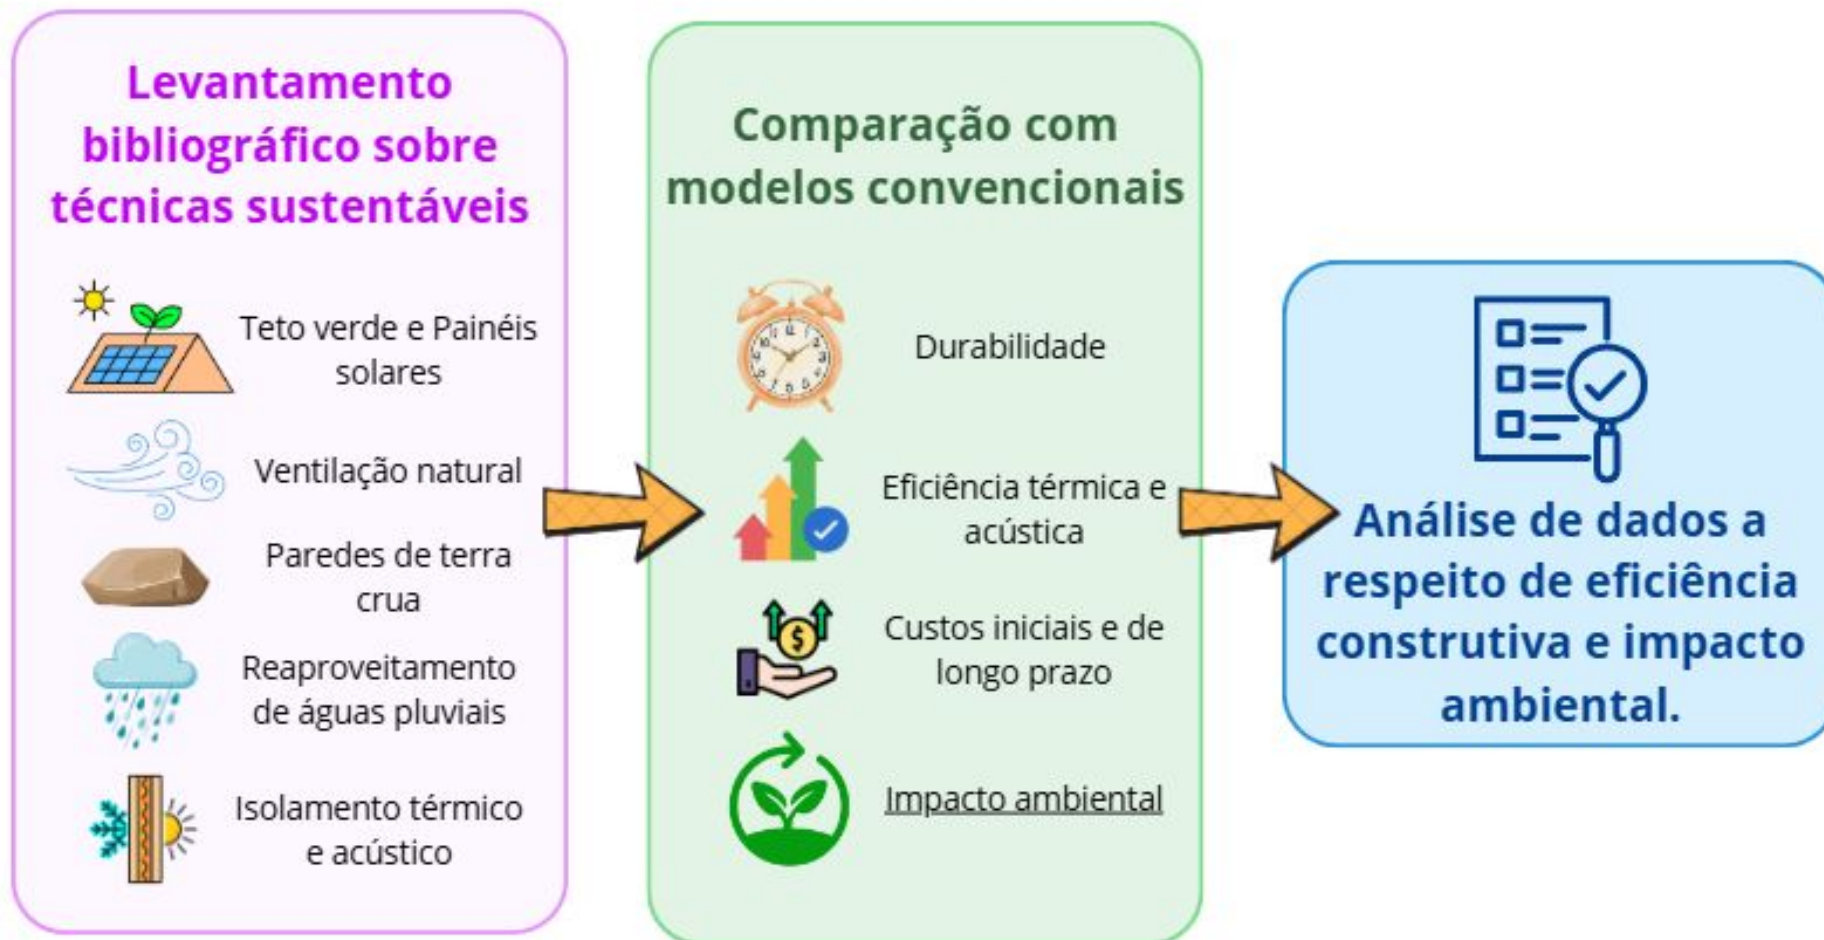 Levantamento
bibliográfico sobre
técnicas sustentáveis
Teto verde e Painéis
solares
Ventilação natural
Paredes de terra
crua
Reaproveitamento
de águas pluviais
Isolamento térmico
e acústico
Comparação com
modelos convencionais
Durabilidade
Eficiência térmica e
acústica
Custos iniciais e de
longo prazo
Impacto ambiental
Análise de dados a
respeito de eficiência
construtiva e impacto
ambiental.